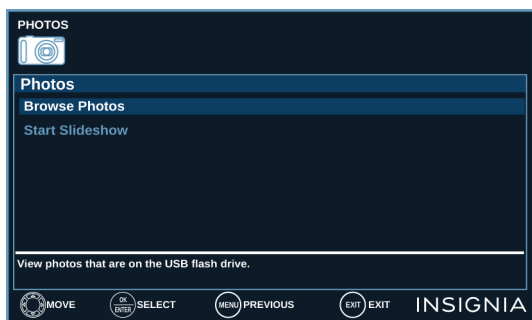 PHOTOS
Photos
Browse Photos
Start Slideshow
View photos that are on the USB flash drive.
MOVE OK ENTER SELECT MENU PREVIOUS EXIT EXIT INSIGNIA